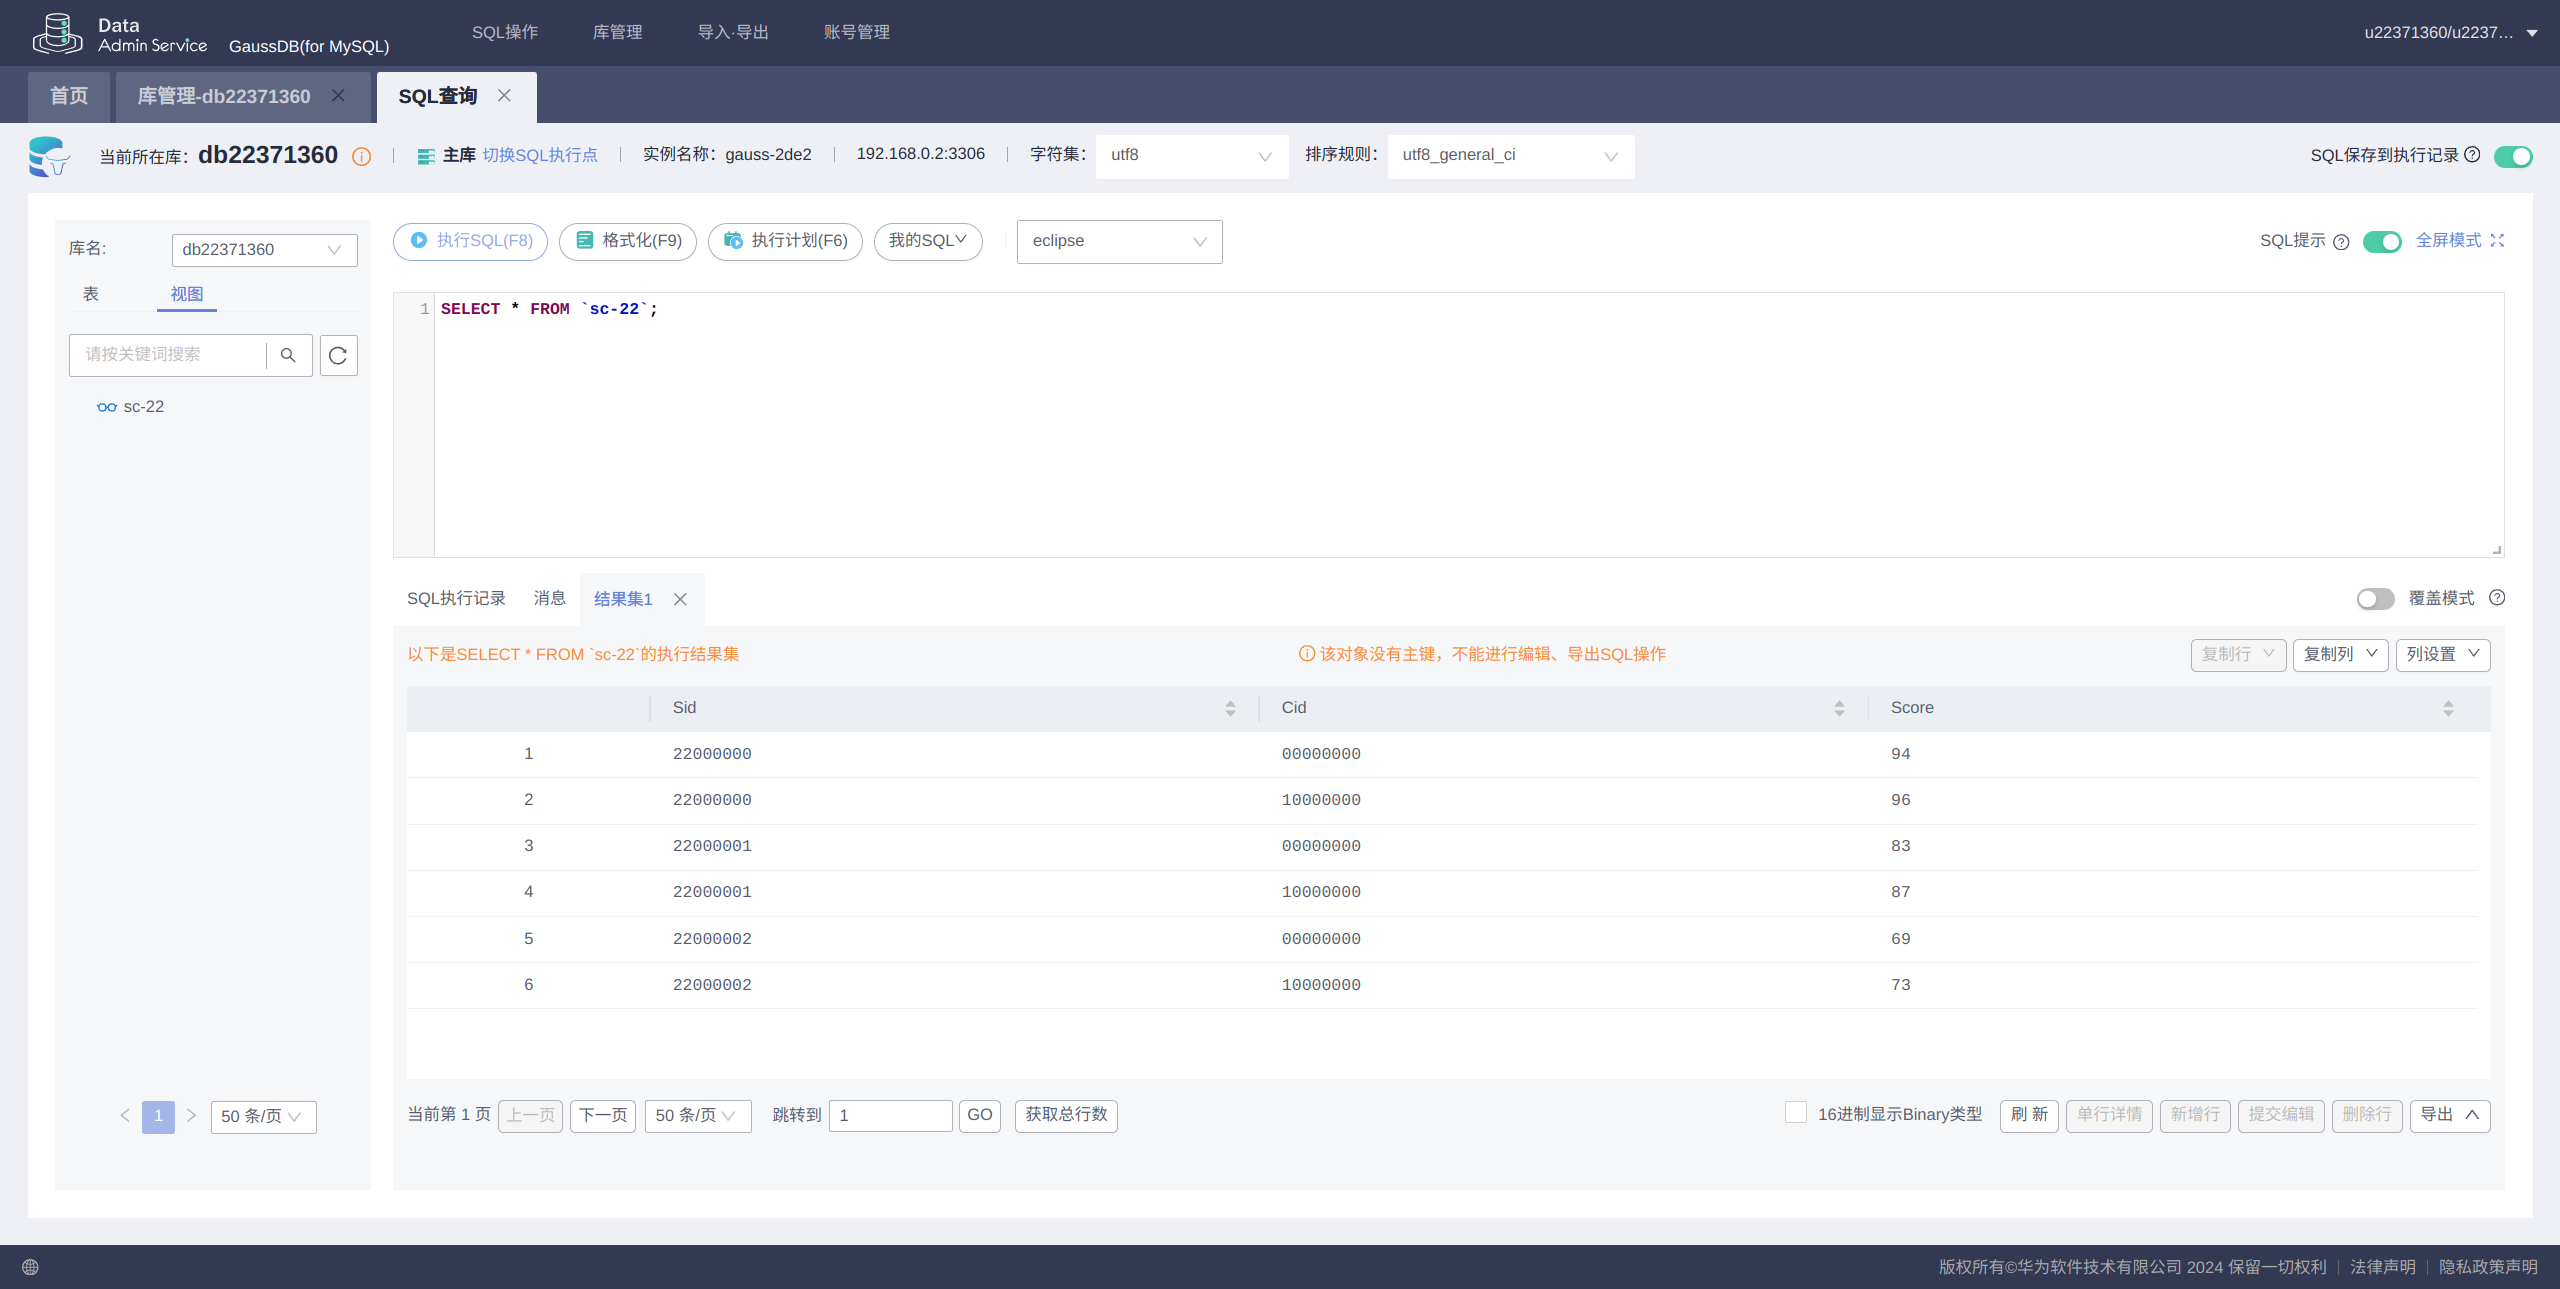 Data
Admin Service GaussDB(for MySQL) SQL操作 库管理 导入·导出 账号管理 u22371360/u2237...
首页 库管理-db22371360 SQL查询
当前所在库: db22371360 主库 切换SQL执行点 实例名称: gauss-2de2 192.168.0.2:3306 字符集: utf8 排序规则: utf8_general_ci SQL保存到执行记录
库名: db22371360 执行SQL(F8) 格式化(F9) 执行计划(F6) 我的SQL eclipse SQL提示 全屏模式
表 视图
1 SELECT * FROM `sc-22`;
请按关键词搜索
sc-22
SQL执行记录 消息 结果集1 覆盖模式
以下是SELECT * FROM `sc-22`的执行结果集 该对象没有主键，不能进行编辑、导出SQL操作 复制行 复制列 列设置
Sid Cid Score
1 22000000 00000000 94
2 22000000 10000000 96
3 22000001 00000000 83
4 22000001 10000000 87
5 22000002 00000000 69
6 22000002 10000000 73
1 50 条/页 当前第 1 页 上一页 下一页 50 条/页 跳转到 1 GO 获取总行数 16进制显示Binary类型 刷 新 单行详情 新增行 提交编辑 删除行 导出
版权所有©华为软件技术有限公司 2024 保留一切权利 法律声明 隐私政策声明